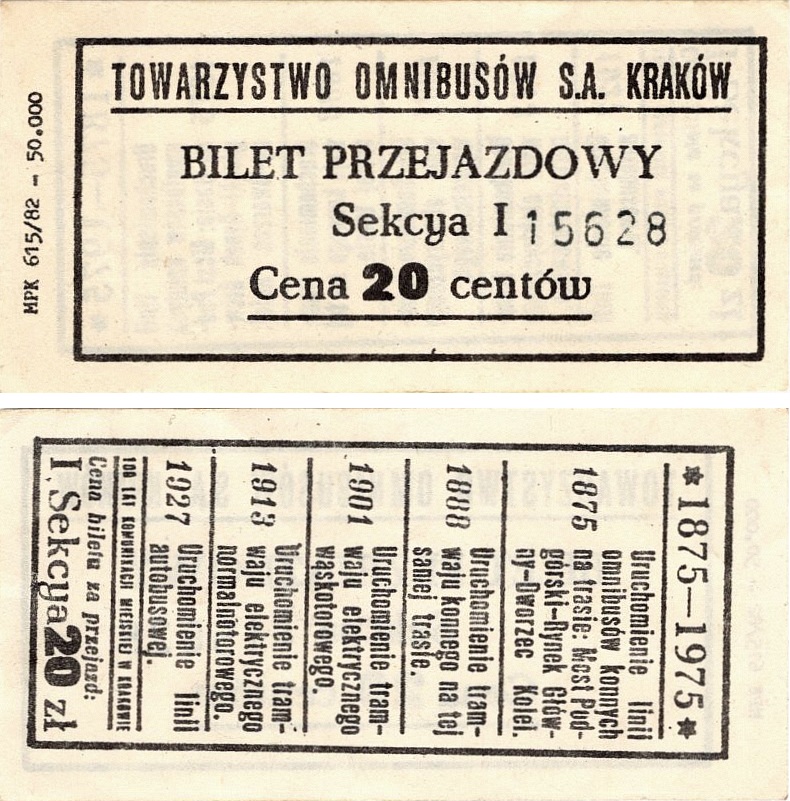 MPK 615/82 - 50.000
TOWARZYSTWO OMNIBUSÓW S.A. KRAKÓW
BILET PRZEJAZDOWY
Sekcya I 15628
Cena 20 centów
* 1875—1975 *
1875 Uruchomienie linii
omnibusów konnych
na trasie: Most Pod-
górski-Rynek Głów-
ny-Dworzec Kolei.
1888 Uruchomienie tram-
waju konnego na tej
samej trasie.
1901 Uruchomienie tram-
waju elektrycznego
wąskotorowego.
1913 Uruchomienie tram-
waju elektrycznego
normalnotorowego.
1927 Uruchomienie linii
autobusowej.
100 LAT KOMUNIKACJI MIEJSKIEJ W KRAKOWIE
Cena biletu za przejazd:
I Sekcya 20 zł